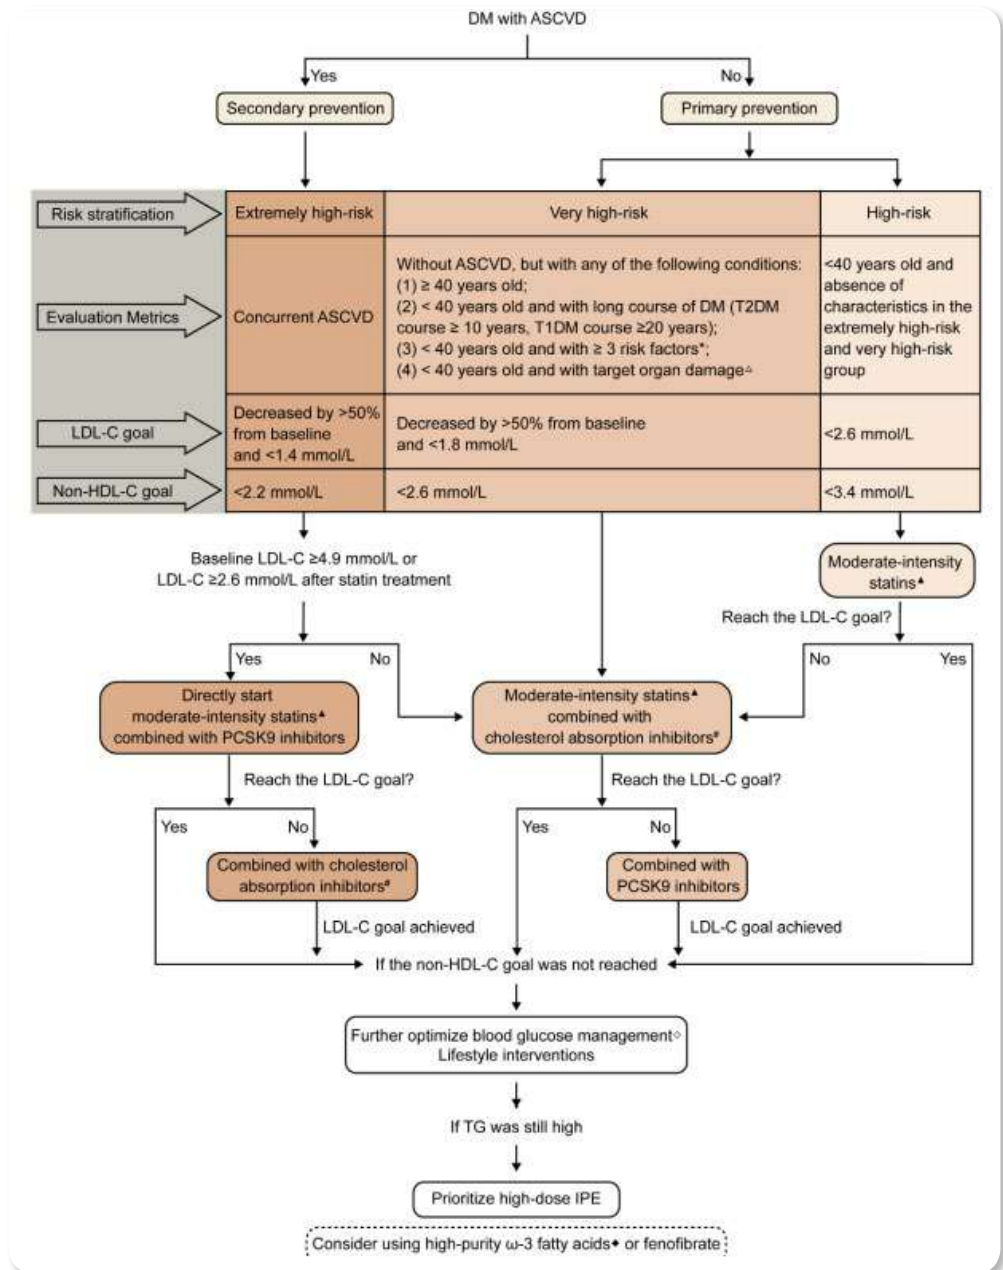 DM with ASCVD
Yes
No
Secondary prevention
Primary prevention
Risk stratification
Extremely high-risk
Very high-risk
High-risk
Evaluation Metrics
Concurrent ASCVD
Without ASCVD, but with any of the following conditions:
(1) ≥ 40 years old;
(2) < 40 years old and with long course of DM (T2DM
course ≥ 10 years, T1DM course ≥20 years);
(3) < 40 years old and with ≥ 3 risk factors*;
(4) < 40 years old and with target organ damage△
<40 years old and
absence of
characteristics in the
extremely high-risk
and very high-risk
group
LDL-C goal
Decreased by >50%
from baseline
and <1.4 mmol/L
Decreased by >50% from baseline
and <1.8 mmol/L
<2.6 mmol/L
Non-HDL-C goal
<2.2 mmol/L
<2.6 mmol/L
<3.4 mmol/L
Baseline LDL-C ≥4.9 mmol/L or
LDL-C ≥2.6 mmol/L after statin treatment
Moderate-intensity
statins▲
Reach the LDL-C goal?
Yes
No
No
Yes
Directly start
moderate-intensity statins▲
combined with PCSK9 inhibitors
Moderate-intensity statins▲
combined with
cholesterol absorption inhibitors#
Reach the LDL-C goal?
Reach the LDL-C goal?
Yes
No
Yes
No
Combined with cholesterol
absorption inhibitors#
Combined with
PCSK9 inhibitors
LDL-C goal achieved
LDL-C goal achieved
If the non-HDL-C goal was not reached
Further optimize blood glucose management◇
Lifestyle interventions
If TG was still high
Prioritize high-dose IPE
Consider using high-purity ω-3 fatty acids◆ or fenofibrate